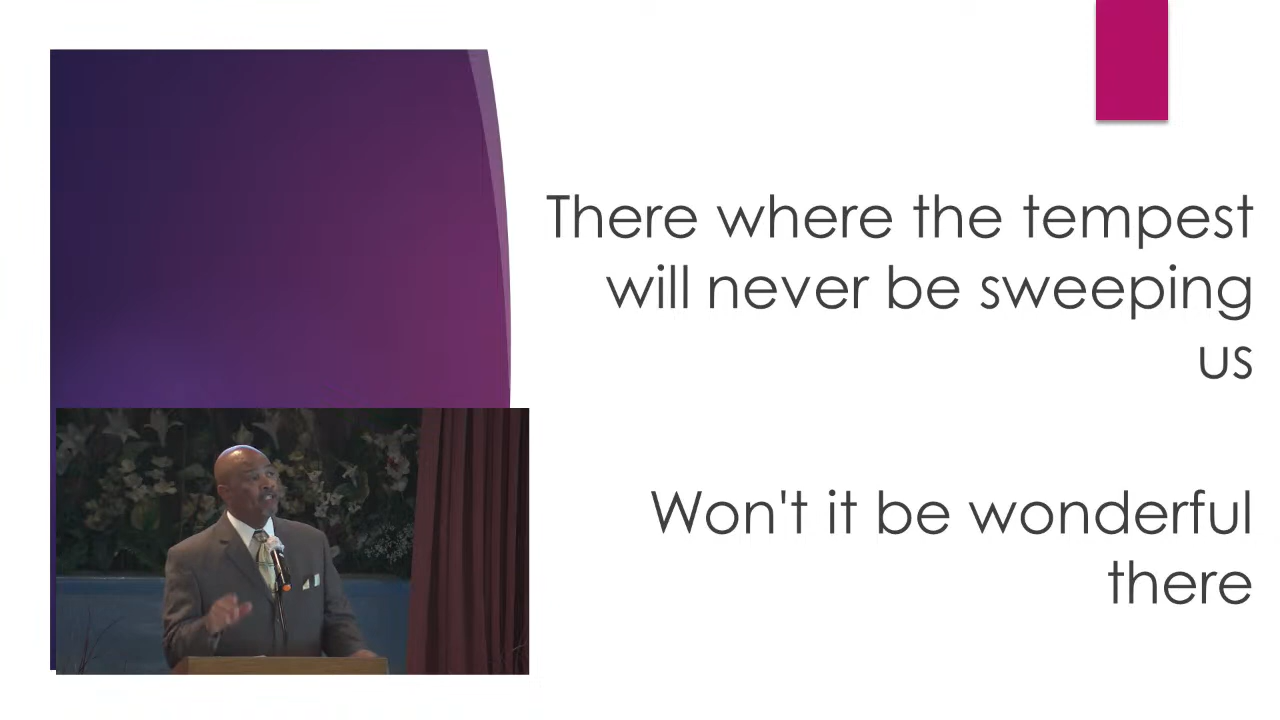 There where the tempest
will never be sweeping
us
Won't it be wonderful
there